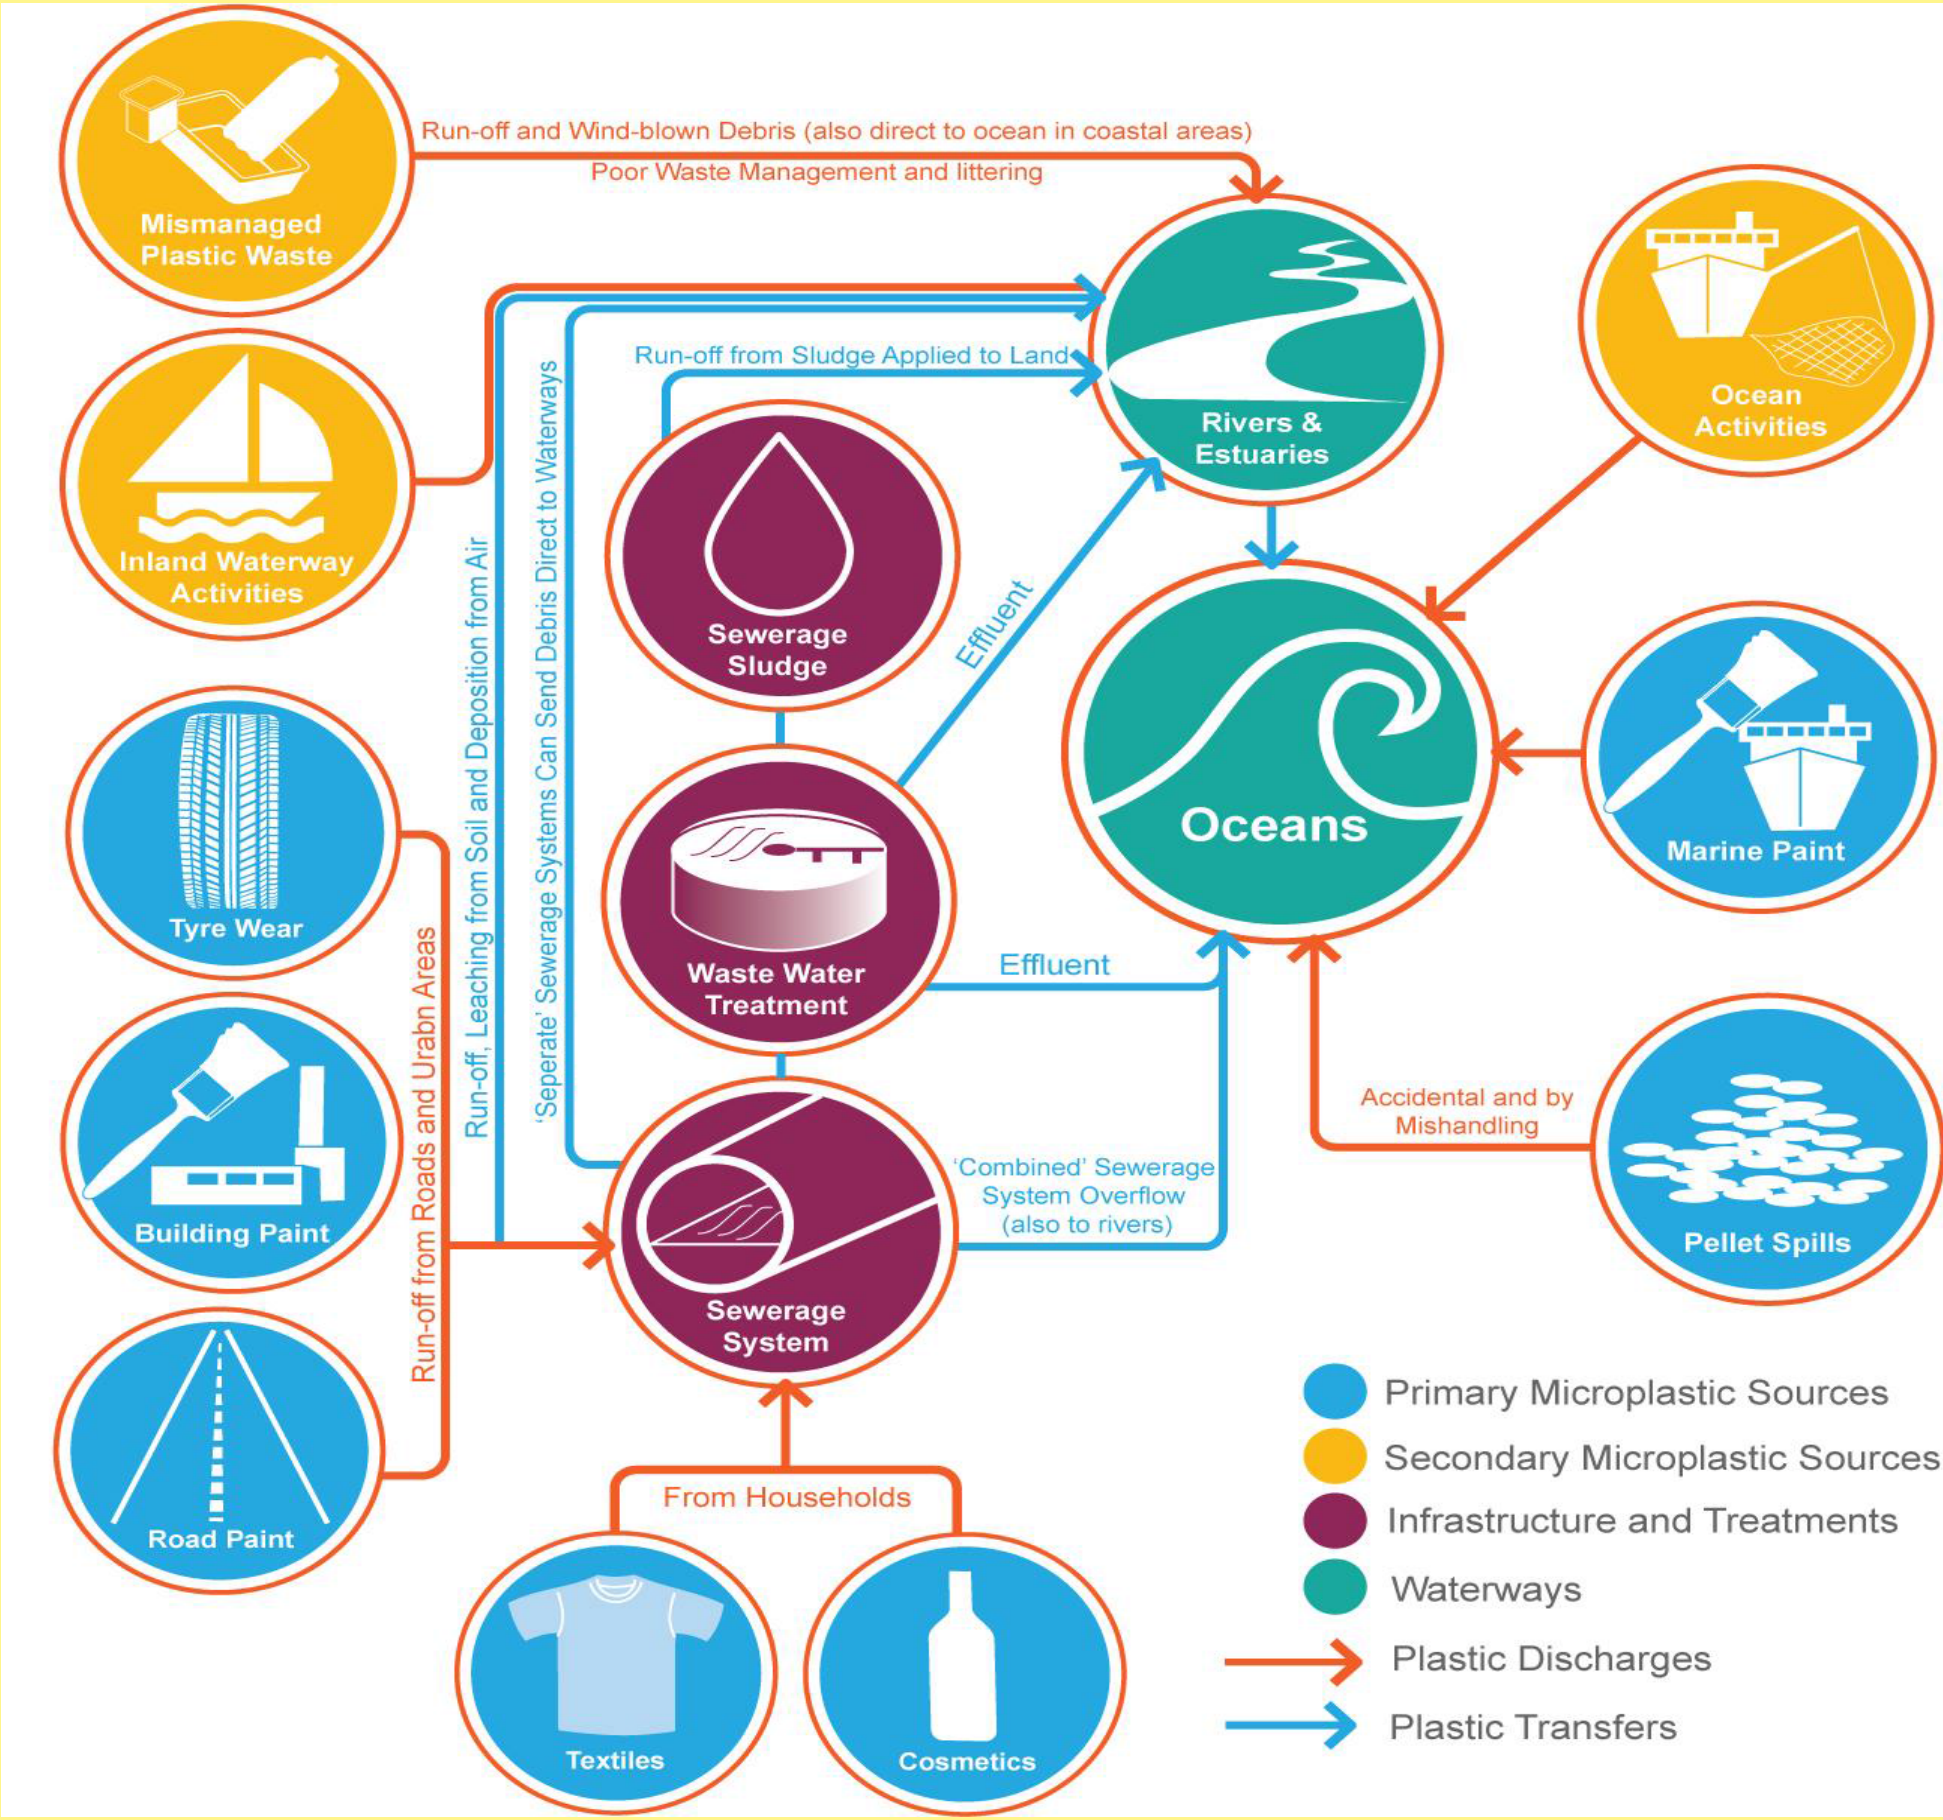 Run-off and Wind-blown Debris (also direct to ocean in coastal areas)
Poor Waste Management and littering
Mismanaged
Plastic Waste
Inland Waterway
Activities
Run-off from Sludge Applied to Land
Rivers &
Estuaries
Ocean
Activities
Sewerage
Sludge
Effluent
Run-off, Leaching from Soil and Deposition from Air
'Seperate' Sewerage Systems Can Send Debris Direct to Waterways
Oceans
Marine Paint
Tyre Wear
Waste Water
Treatment
Effluent
Run-off from Roads and Urabn Areas
Building Paint
'Combined' Sewerage
System Overflow
(also to rivers)
Accidental and by
Mishandling
Pellet Spills
Sewerage
System
Road Paint
From Households
Textiles
Cosmetics
Primary Microplastic Sources
Secondary Microplastic Sources
Infrastructure and Treatments
Waterways
Plastic Discharges
Plastic Transfers